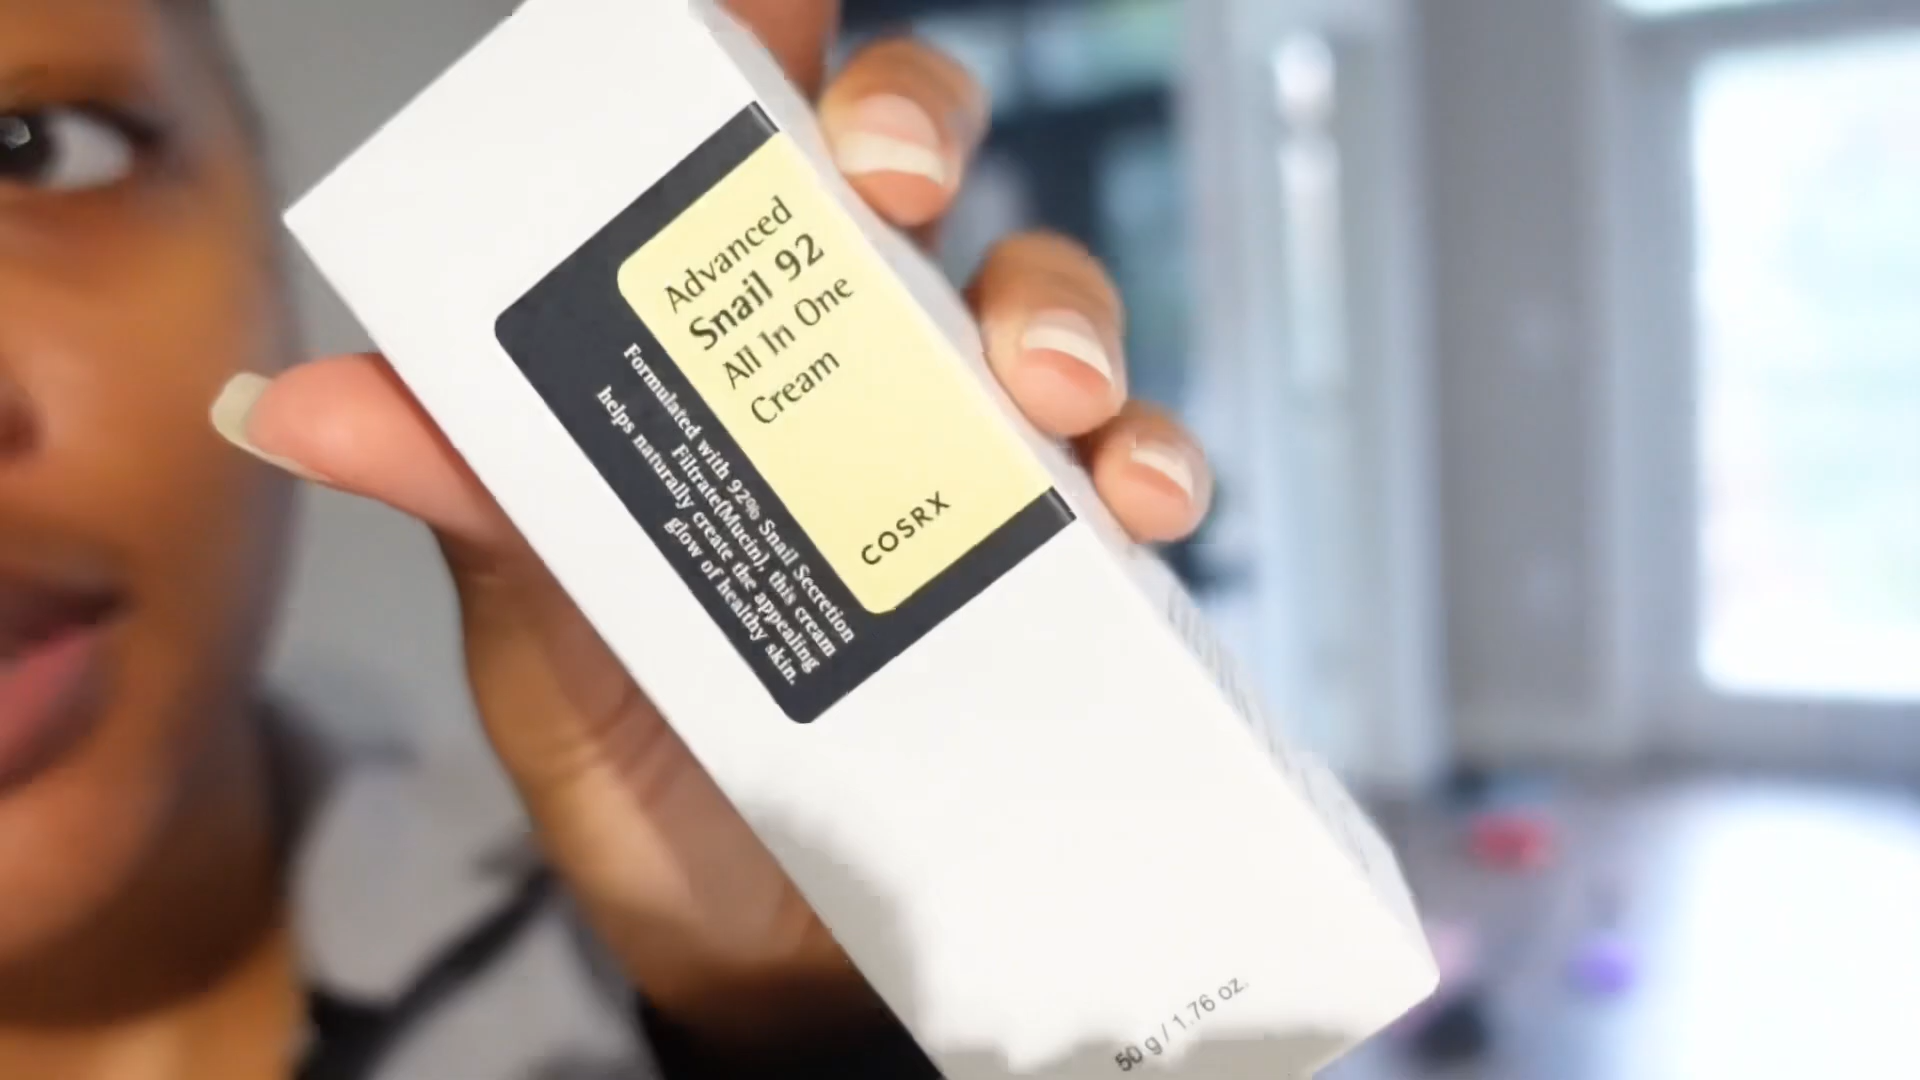 Advanced
Snail 92
All In One
Cream
COSRX
Formulated with 92% Snail Secretion
Filtrate(Mucin), this cream
helps naturally create the appealing
glow of healthy skin.
50 g / 1.76 oz.